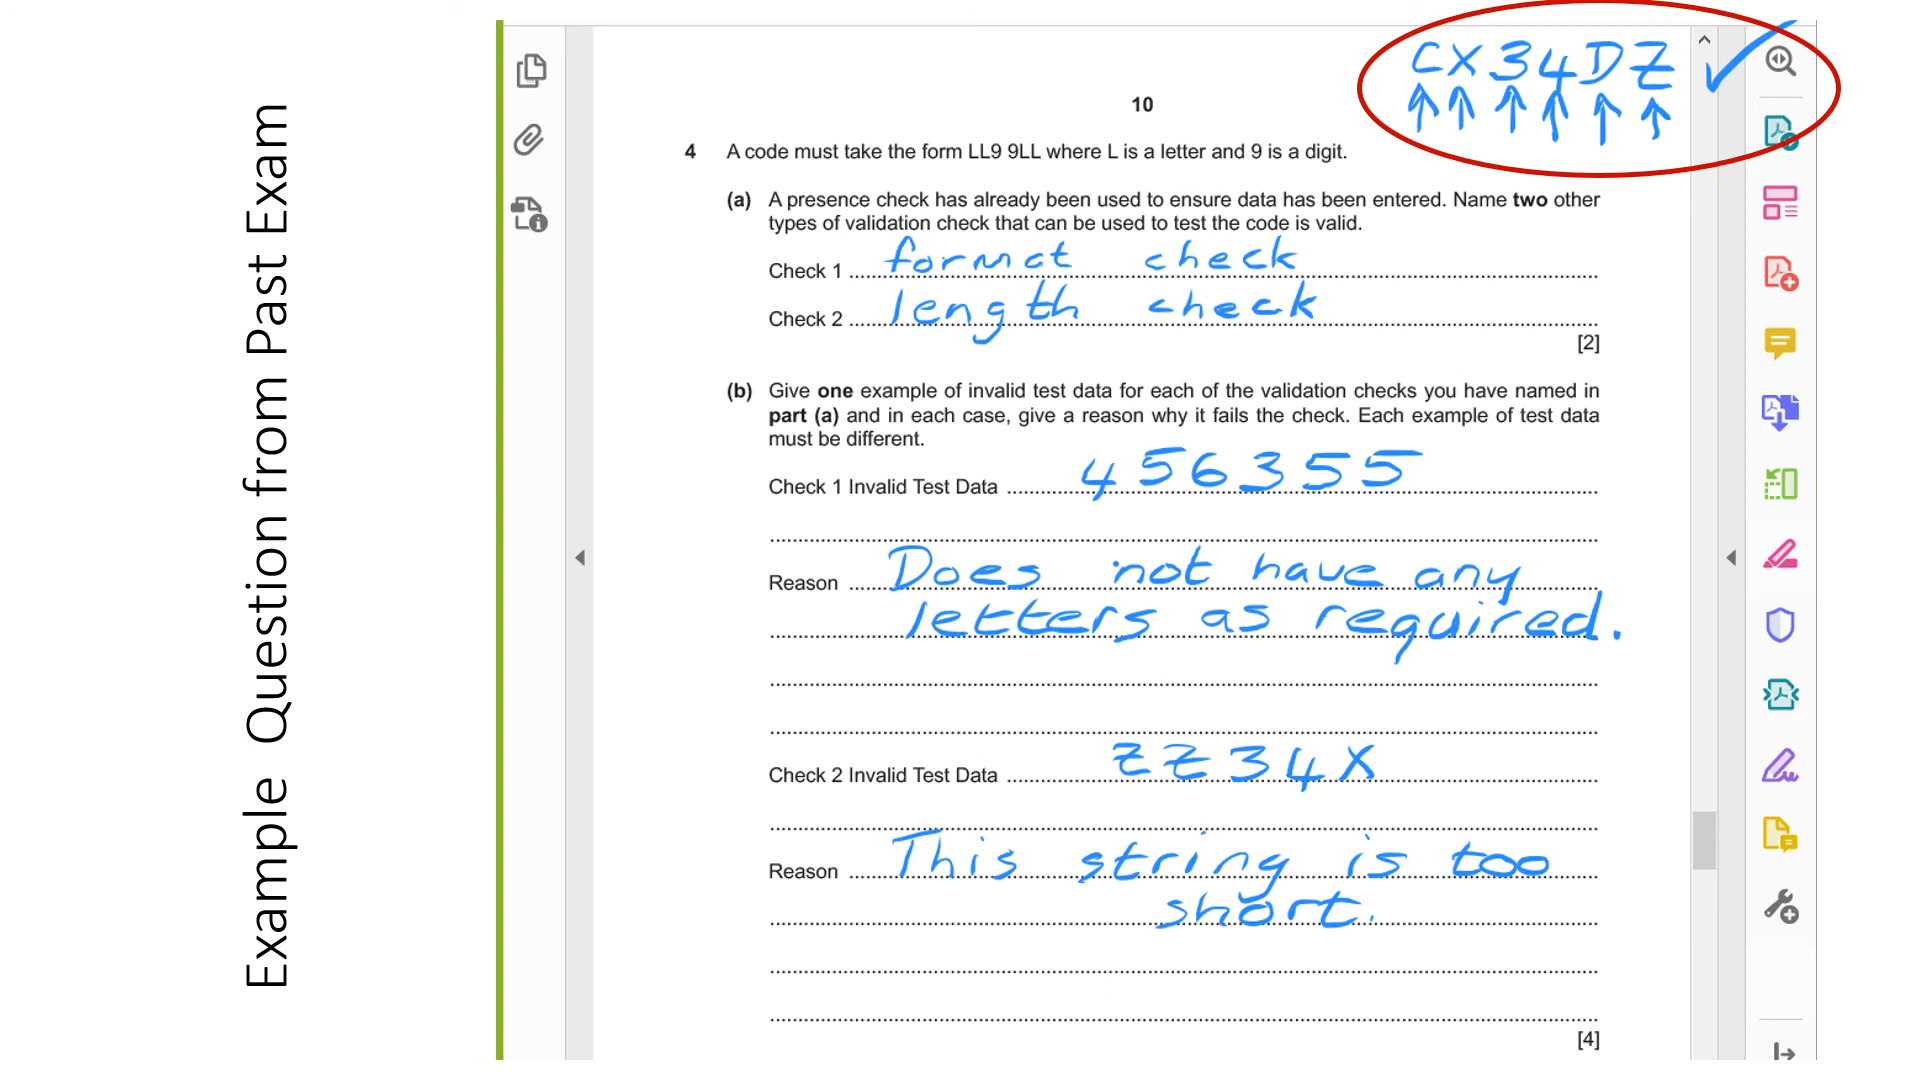 Example Question from Past Exam
CX34DZ
10
4 A code must take the form LL9 9LL where L is a letter and 9 is a digit.
(a) A presence check has already been used to ensure data has been entered. Name two other
types of validation check that can be used to test the code is valid.
Check 1 format check
Check 2 length check
[2]
(b) Give one example of invalid test data for each of the validation checks you have named in
part (a) and in each case, give a reason why it fails the check. Each example of test data
must be different.
Check 1 Invalid Test Data 456355
Reason Does not have any
letters as required.
Check 2 Invalid Test Data ZZ34X
Reason This string is too
short.
[4]